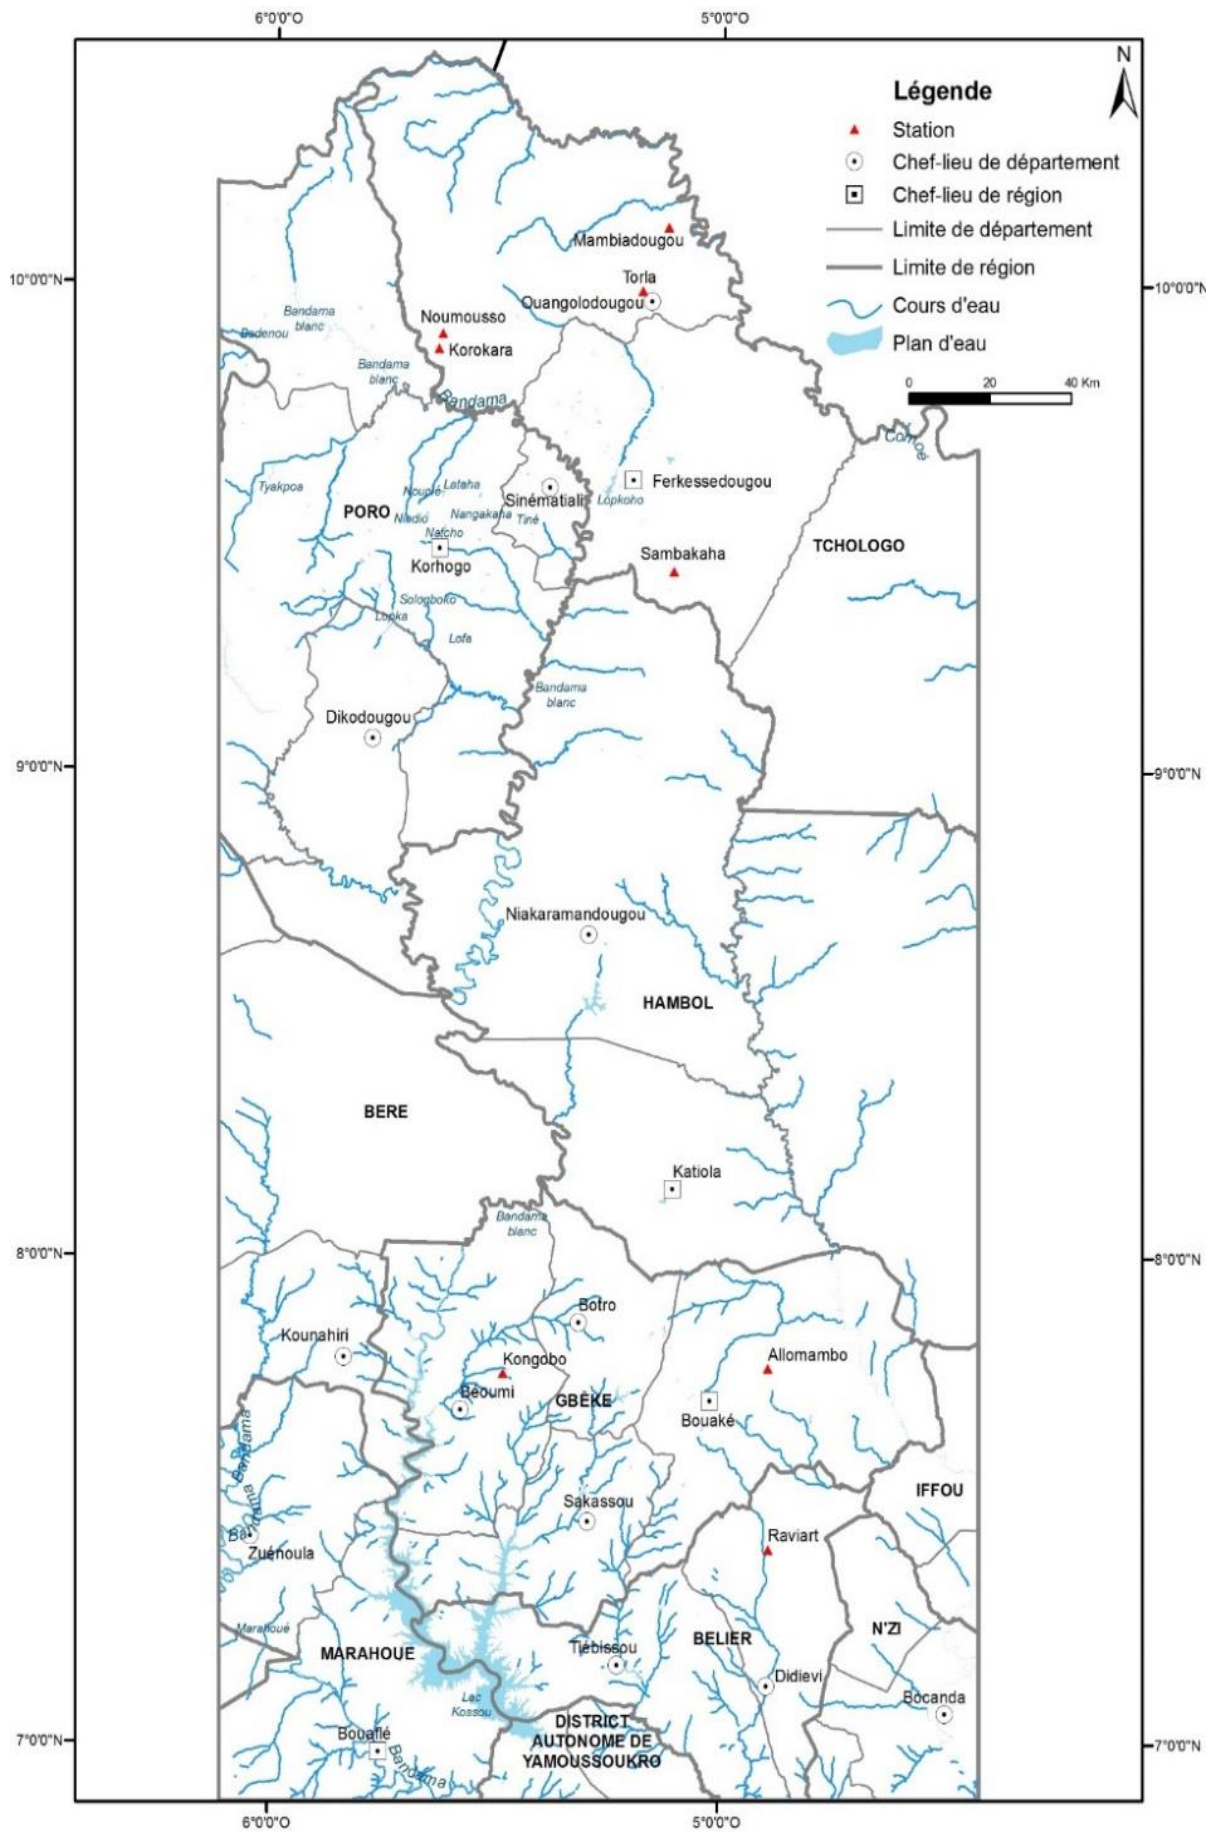 6°0'0"O
5°0'0"O
N
Légende
Station
Chef-lieu de département
Chef-lieu de région
Limite de département
Limite de région
Cours d'eau
Plan d'eau
0 20 40 Km
Mambiadougou
10°0'0"N
Torla
10°0'0"N
Ouangolodougou
Bandama
blanc
Noumousso
Badenou
Korokara
Bandama
blanc
Bandama
Comoé
Tyakpoa
Lataha
Nouplé
Sinématiali
Lopkoho
Ferkessedougou
PORO
Niadio
Nangakaha
Tiné
Natcho
Korhogo
Sambakaha
TCHOLOGO
Sologboko
Lopka
Lofa
Bandama
blanc
Dikodougou
9°0'0"N
9°0'0"N
Niakaramandougou
HAMBOL
BERE
Katiola
Bandama
blanc
8°0'0"N
8°0'0"N
Botro
Kounahiri
Kongobo
Allomambo
Béoumi
GBÊKE
Bouaké
Bandama
Bandama
IFFOU
Sakassou
Raviart
Zuénoula
Marahoué
MARAHOUE
Tiébissou
BELIER
N'ZI
Didievi
Lac
Kossou
Bocanda
DISTRICT
AUTONOME DE
YAMOUSSOUKRO
Bouaflé
Bandama
7°0'0"N
7°0'0"N
6°0'0"O
5°0'0"O